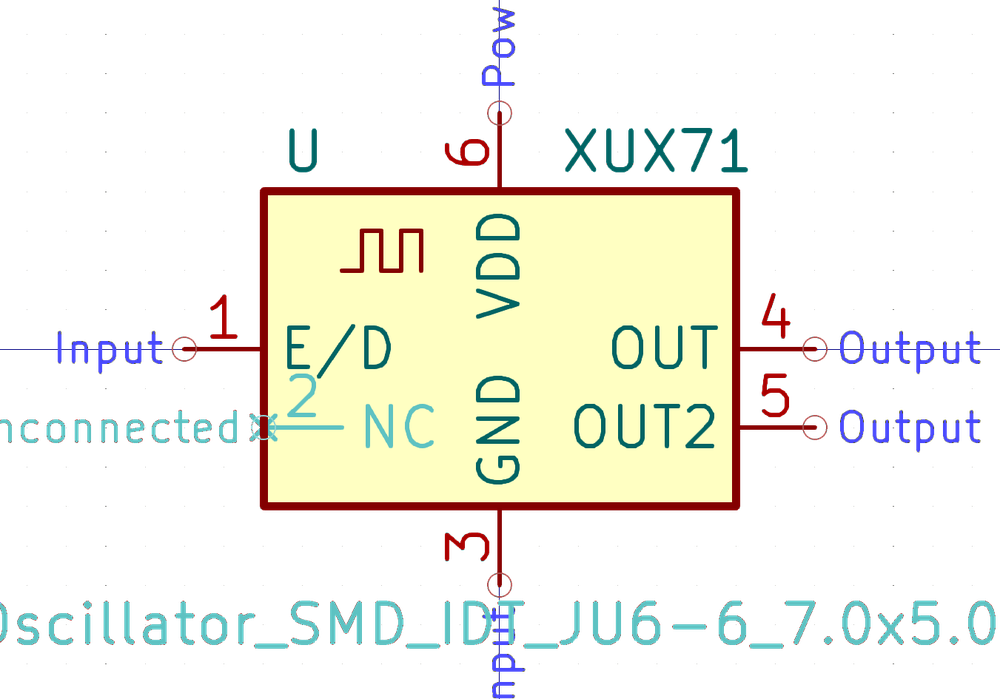 Pow
U
6
XUX71
VDD
1
4
Input
E/D
OUT
Output
2
5
nconnected
NC
GND
OUT2
Output
3
Oscillator_SMD_IDT_JU6-6_7.0x5.0
nput